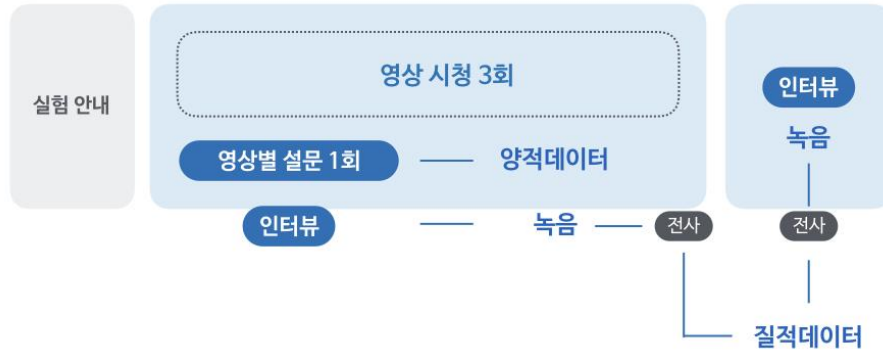 실험 안내
영상 시청 3회
영상별 설문 1회
양적데이터
인터뷰
녹음
전사
인터뷰
녹음
전사
질적데이터